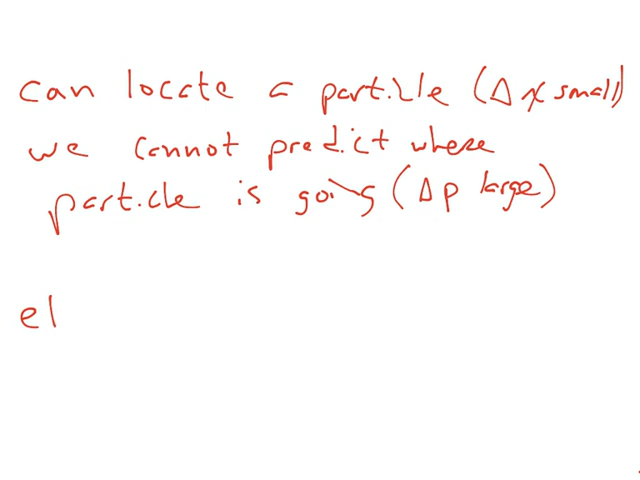 can locate a particle (Δx small)
we cannot predict where
particle is going (Δp large)
el